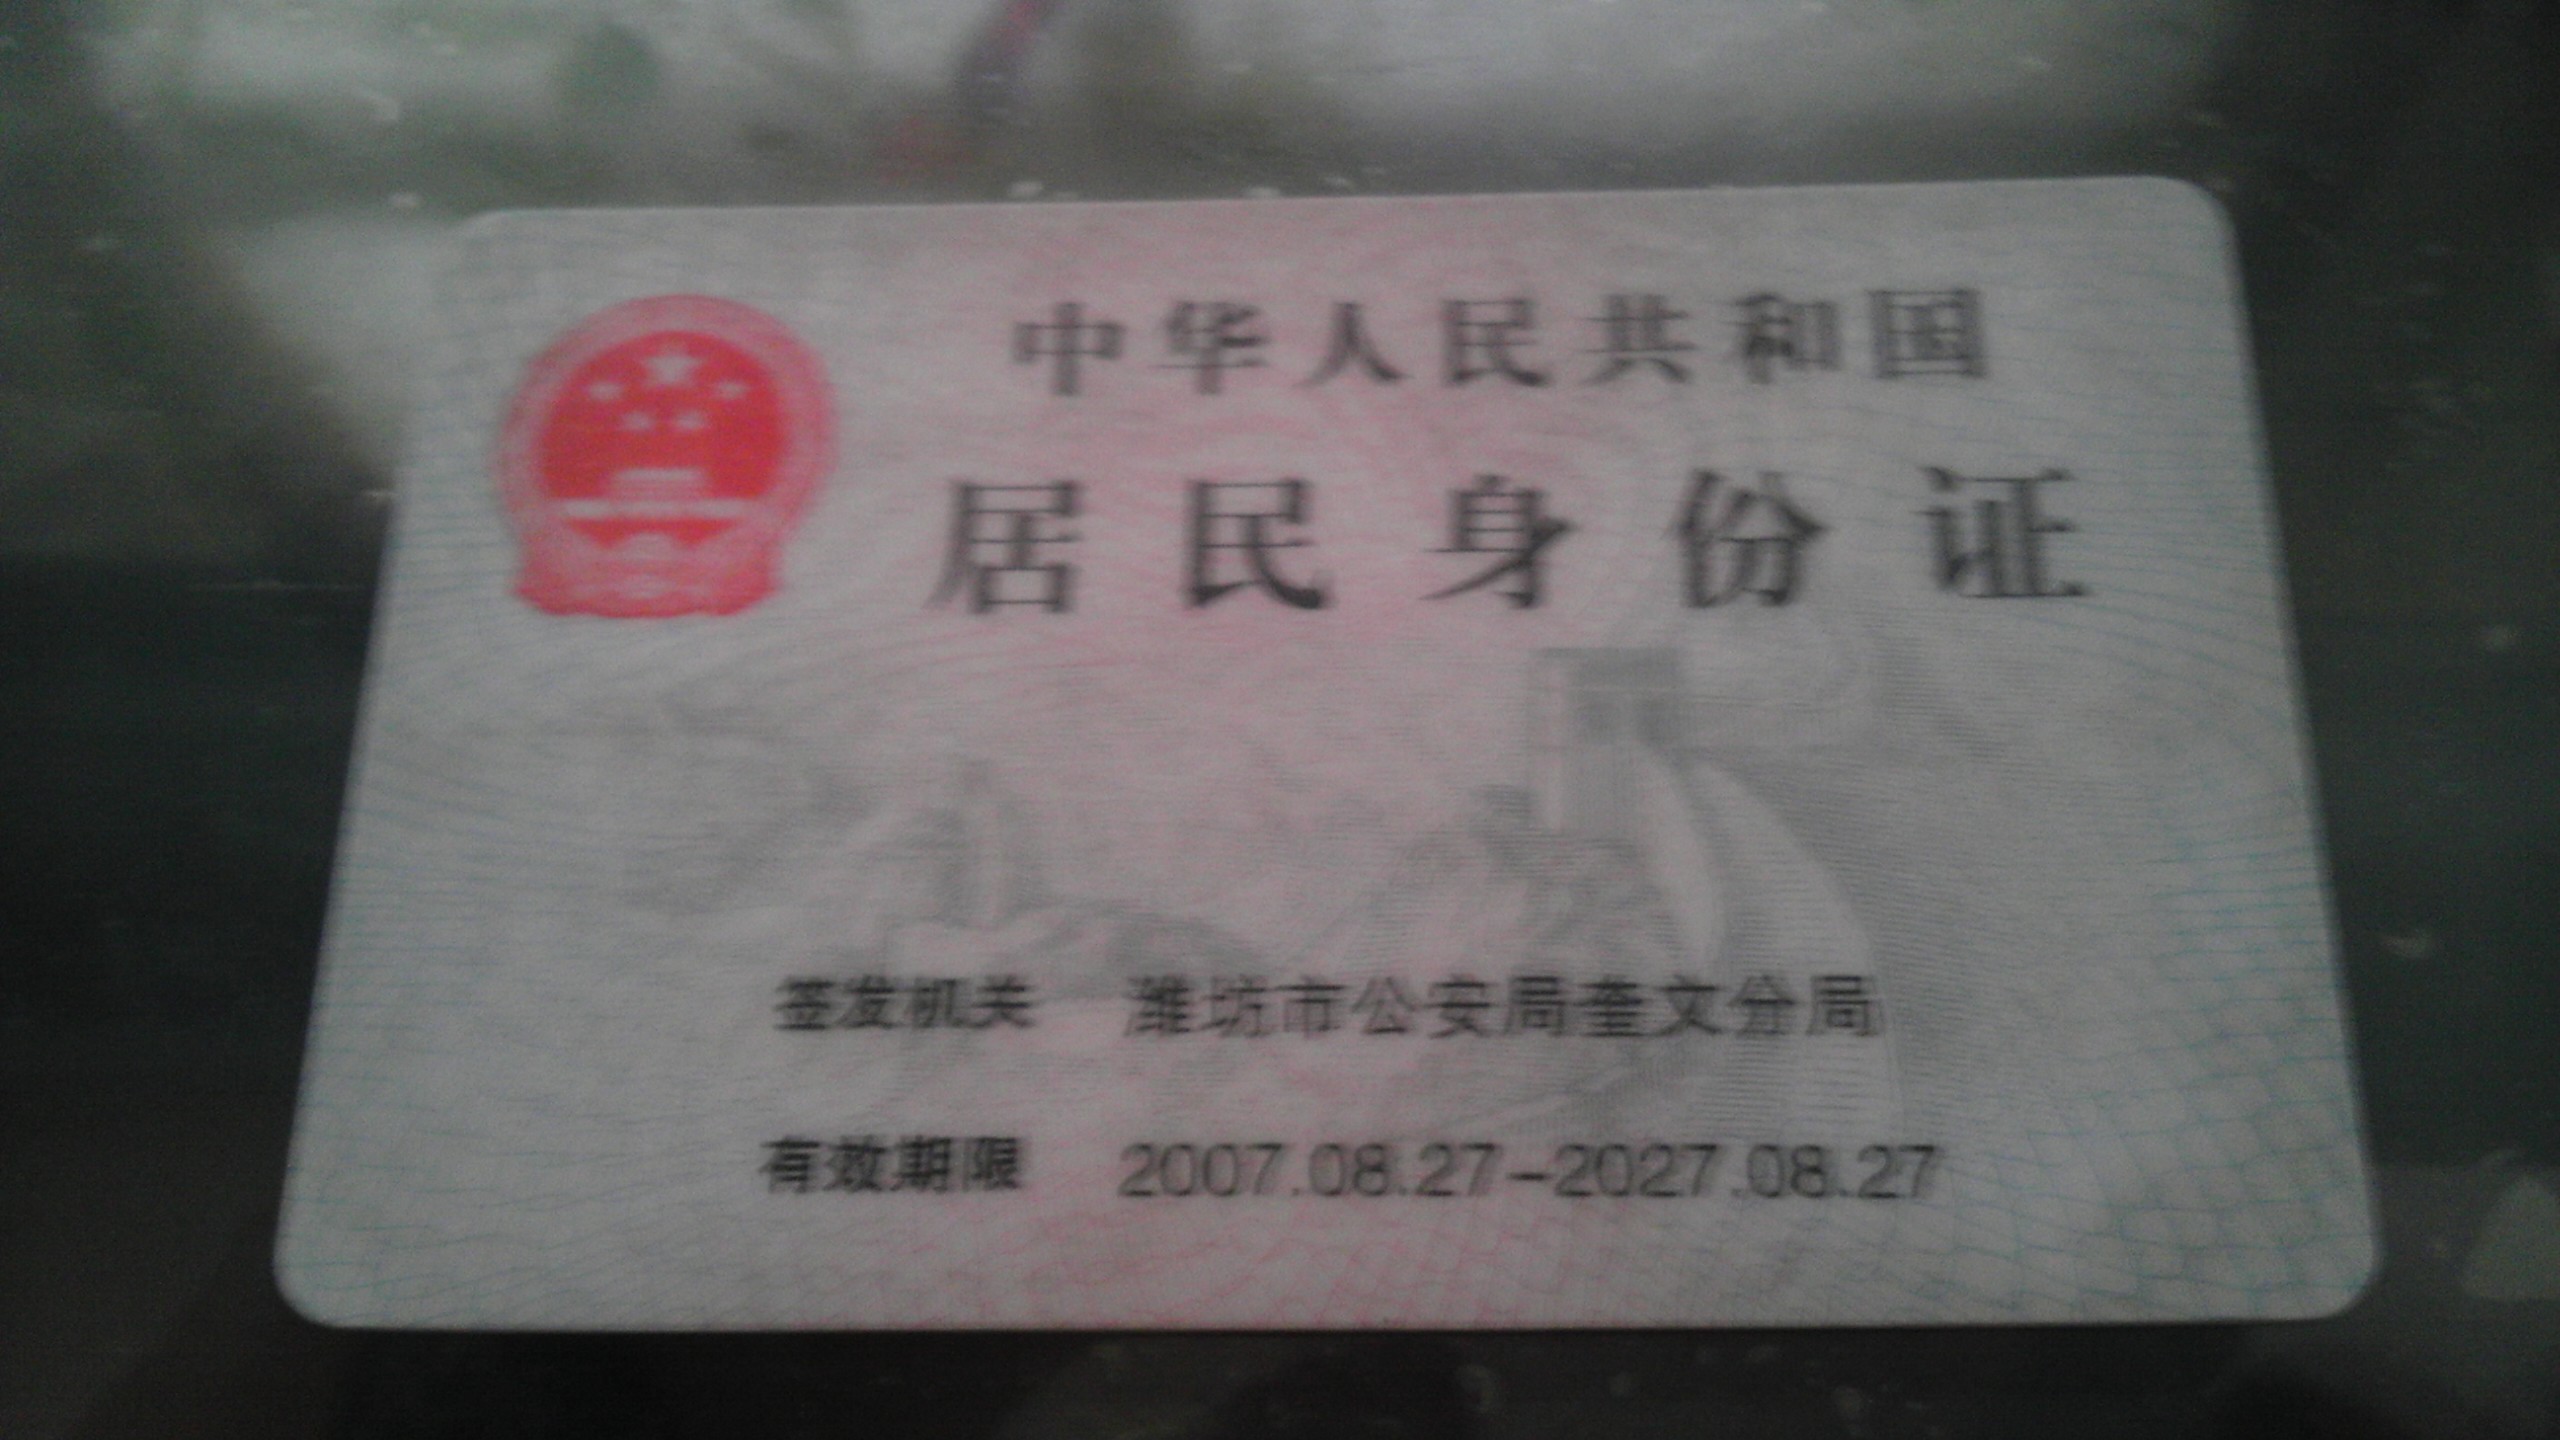 中华人民共和国
居民身份证
签发机关 潍坊市公安局奎文分局
有效期限 2007.08.27-2027.08.27